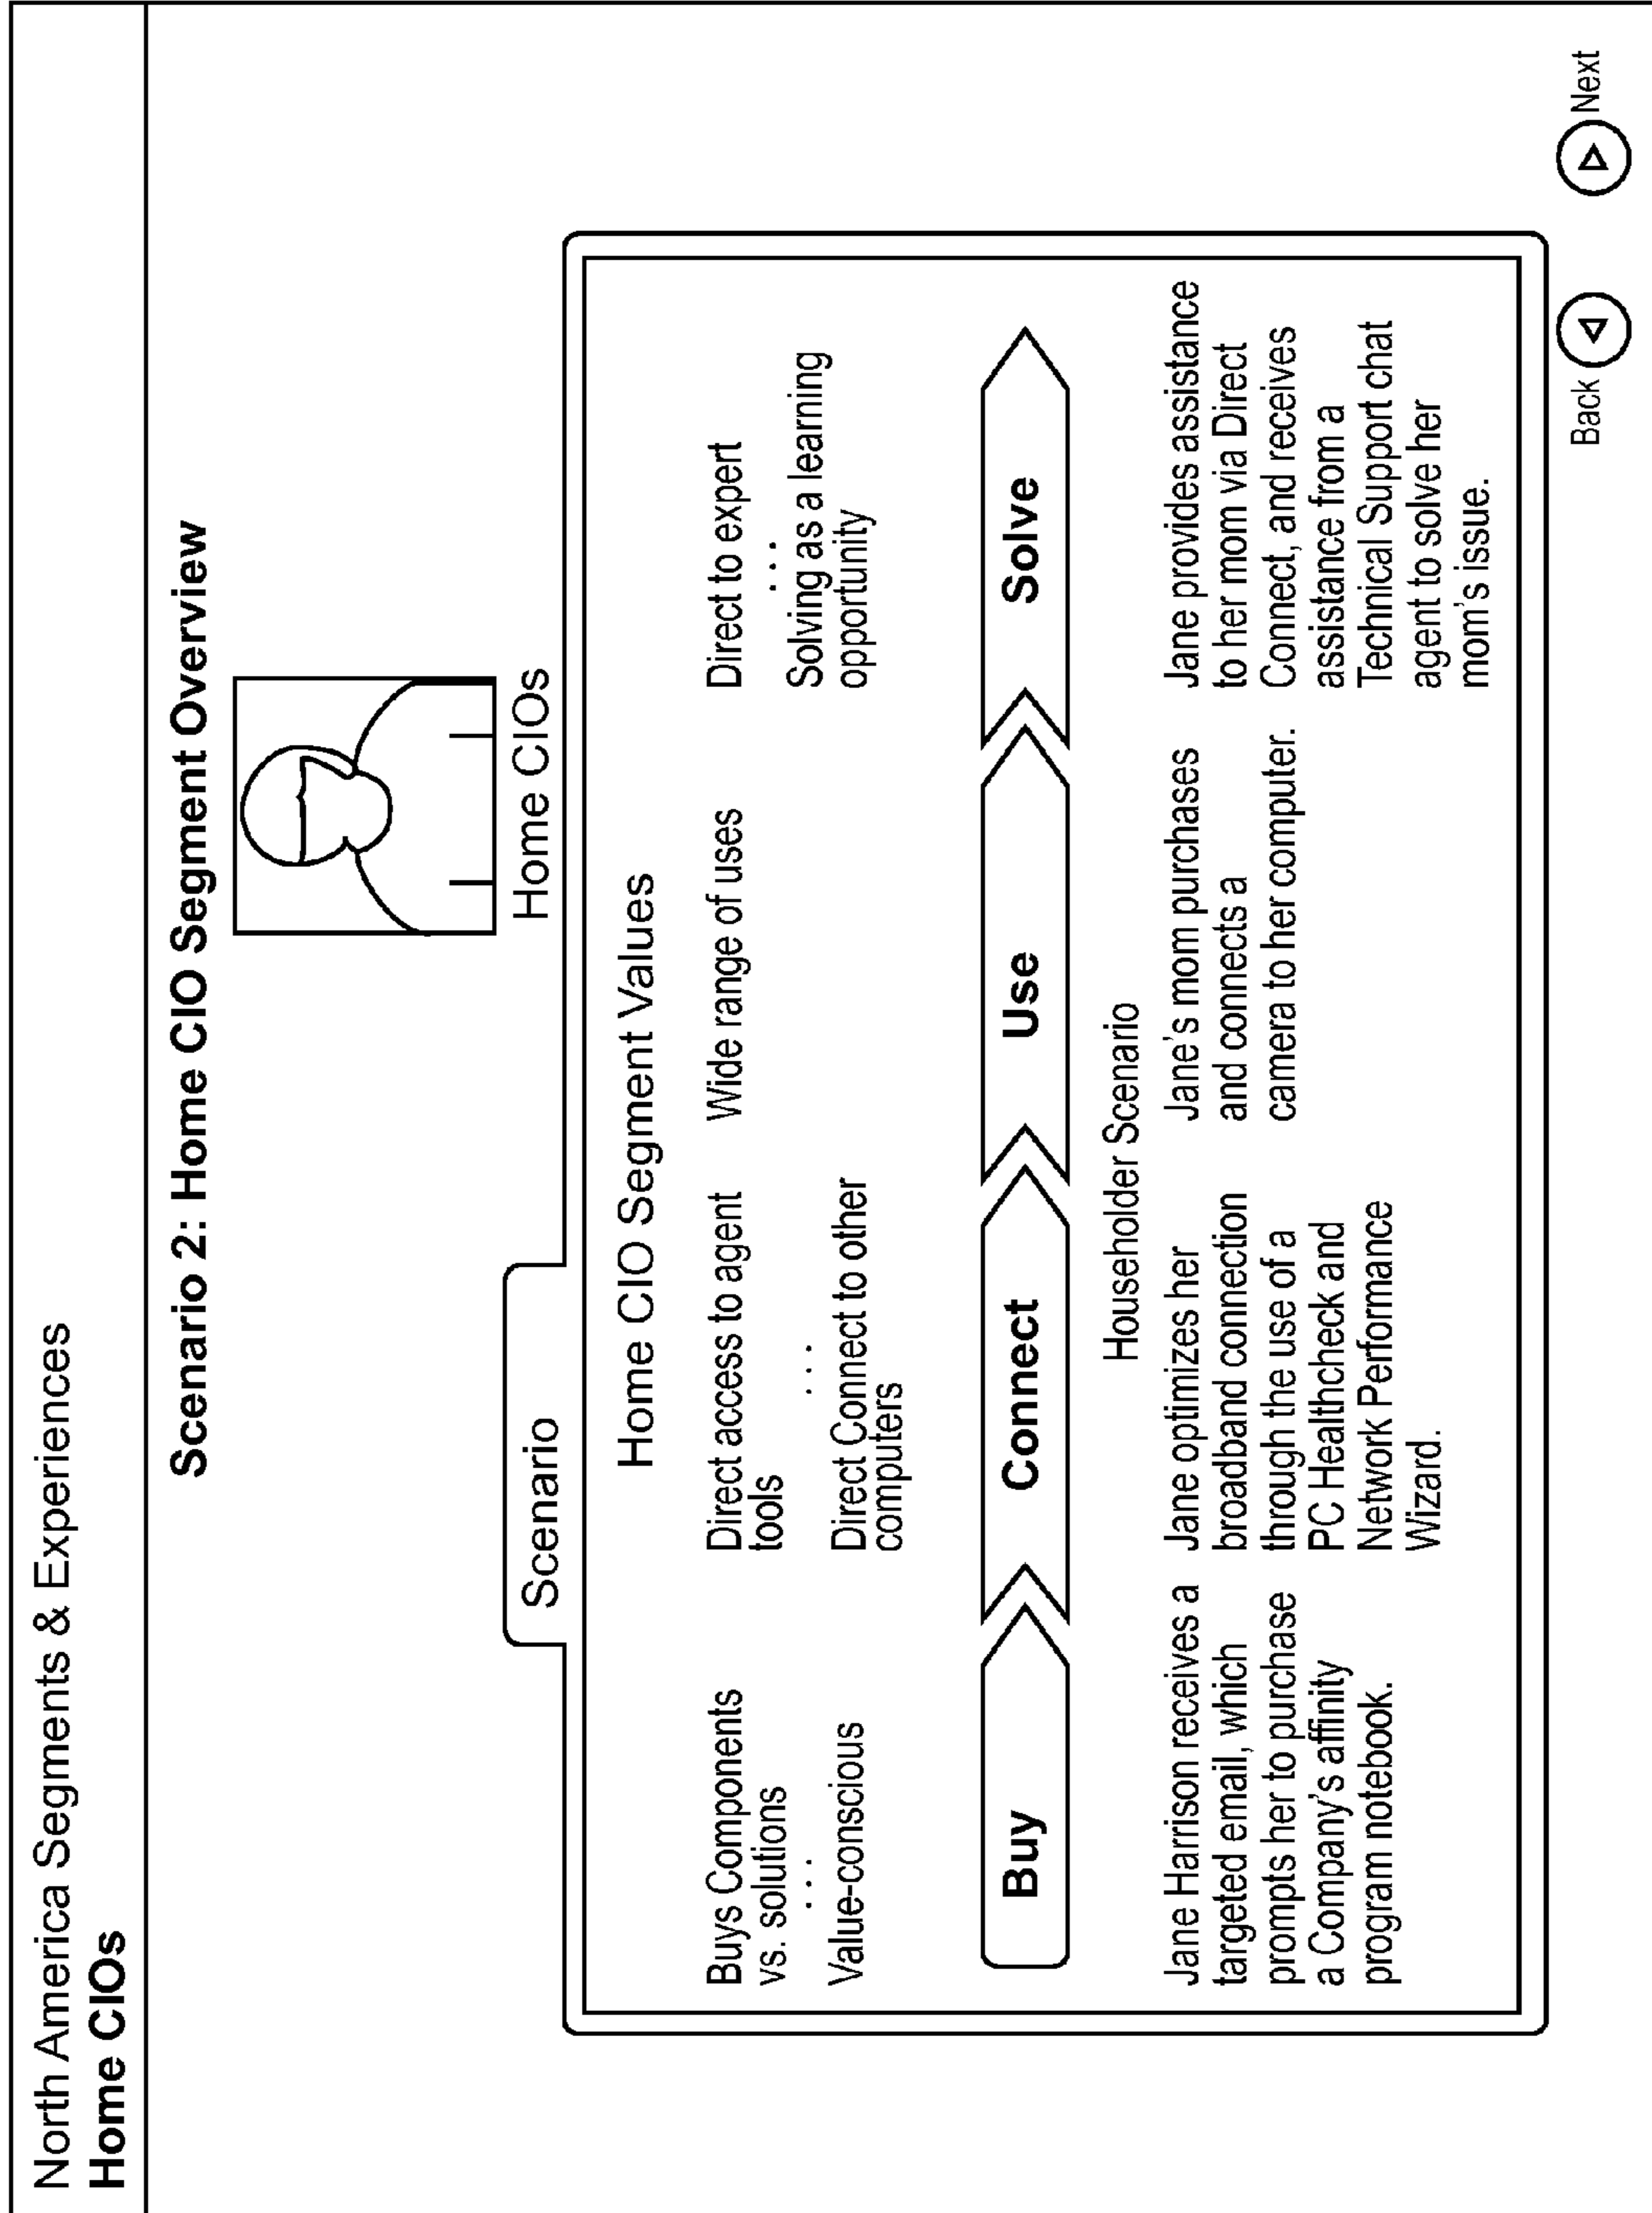 North America Segments & Experiences
Home CIOs
Scenario 2: Home CIO Segment Overview
Home CIOs
Scenario
Home CIO Segment Values
Buys Components
vs. solutions
. . .
Value-conscious
Direct access to agent
tools
. . .
Direct Connect to other
computers
Wide range of uses
Direct to expert
. . .
Solving as a learning
opportunity
Buy
Connect
Use
Solve
Householder Scenario
Jane Harrison receives a
targeted email, which
prompts her to purchase
a Company's affinity
program notebook.
Jane optimizes her
broadband connection
through the use of a
PC Healthcheck and
Network Performance
Wizard.
Jane's mom purchases
and connects a
camera to her computer.
Jane provides assistance
to her mom via Direct
Connect, and receives
assistance from a
Technical Support chat
agent to solve her
mom's issue.
Back
Next